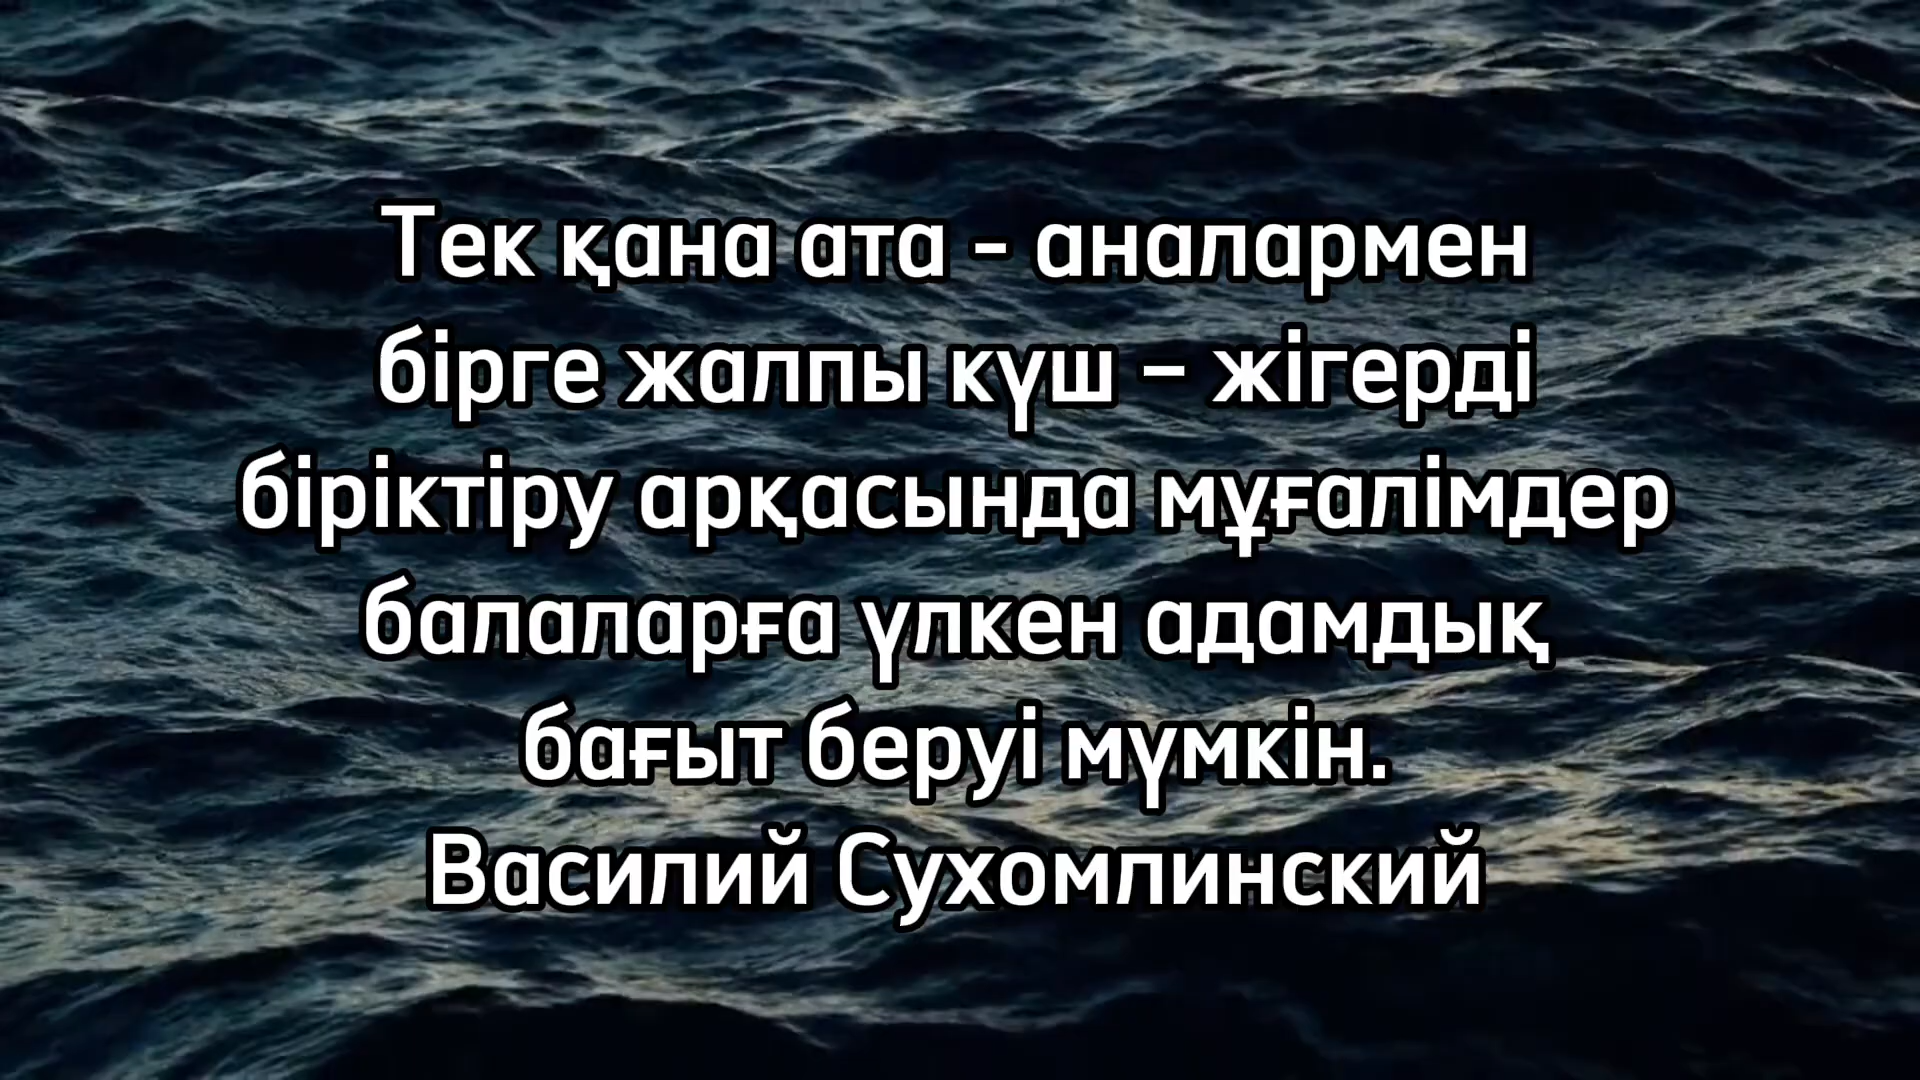 Тек қана ата - аналармен
бірге жалпы күш – жігерді
біріктіру арқасында мұғалімдер
балаларға үлкен адамдық
бағыт беруі мүмкін.
Василий Сухомлинский